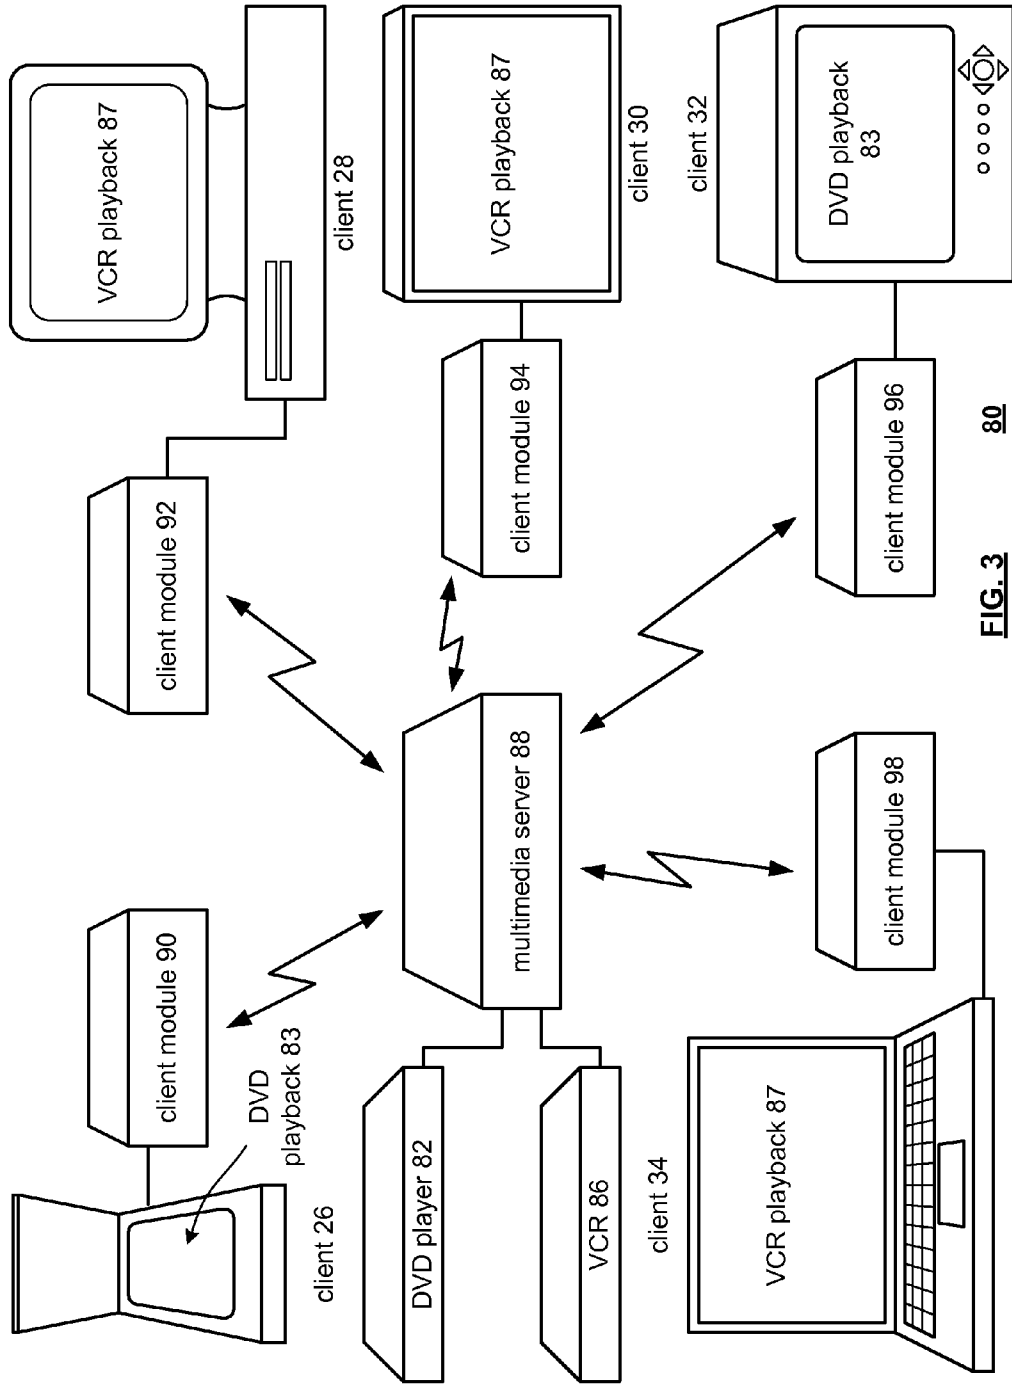 client module 90
DVD
playback 83
client 26
client module 92
VCR playback 87
client 28
DVD player 82
VCR 86
multimedia server 88
client module 94
VCR playback 87
client 30
client 34
VCR playback 87
client module 98
client module 96
client 32
DVD playback
83
FIG. 3
80